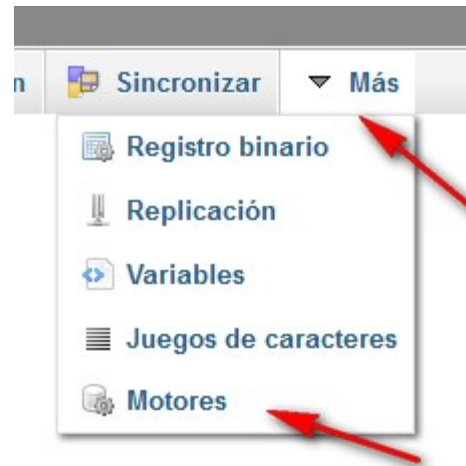 n Sincronizar Más
Registro binario
Replicación
Variables
Juegos de caracteres
Motores